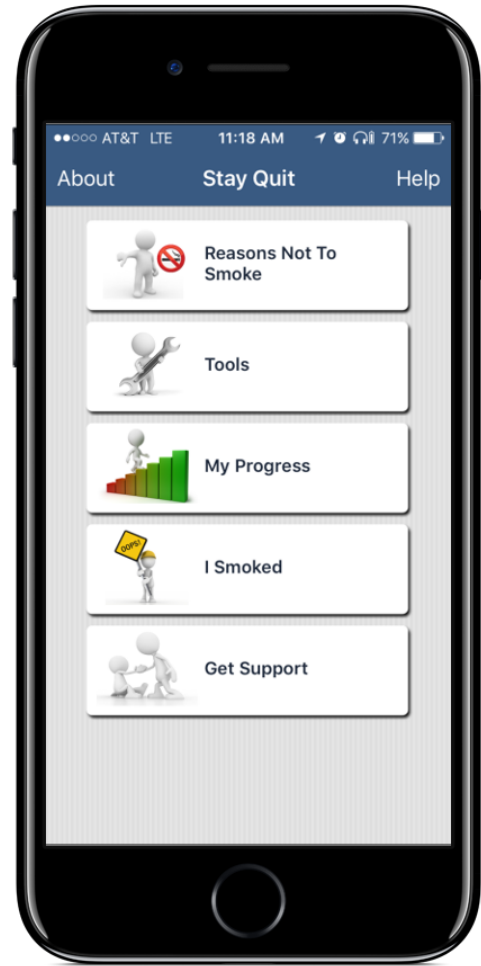 AT&T LTE 11:18 AM 71%
About Stay Quit Help
Reasons Not To
Smoke
Tools
My Progress
OOPS!
I Smoked
Get Support